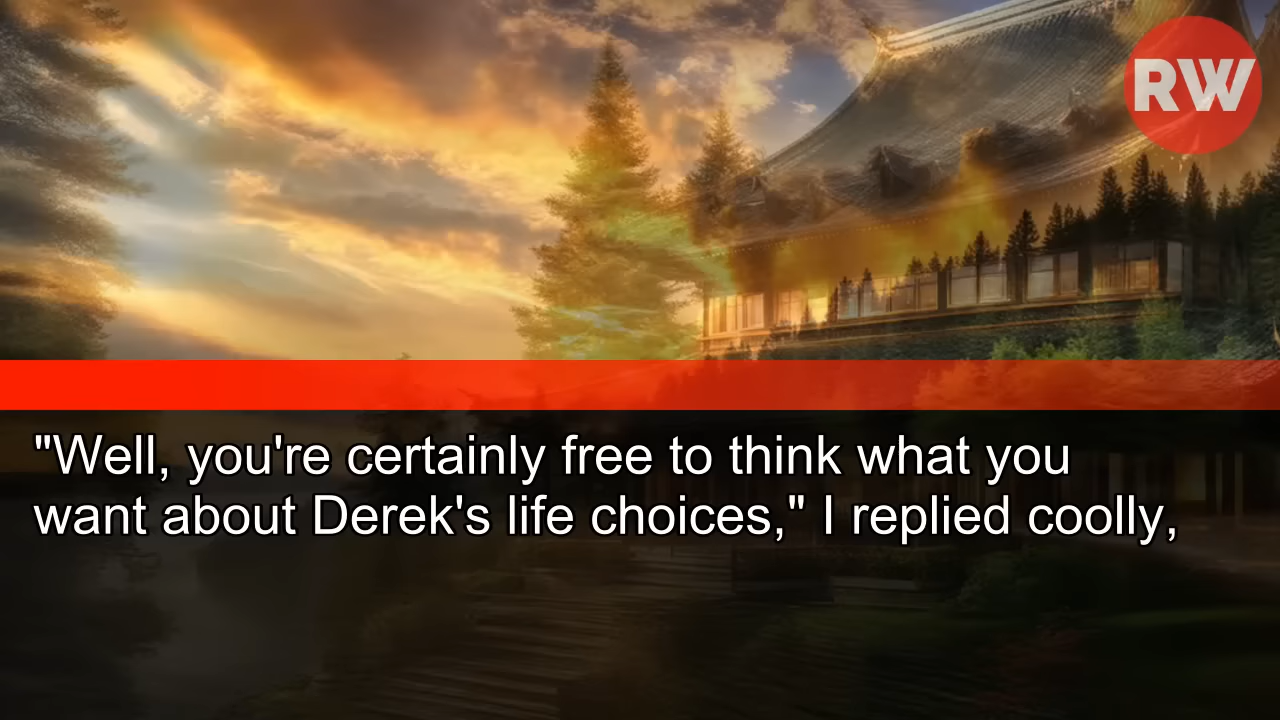 RW
"Well, you're certainly free to think what you
want about Derek's life choices," I replied coolly,